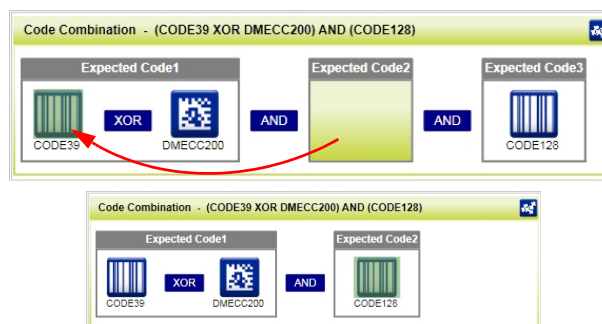 Code Combination - (CODE39 XOR DMECC200) AND (CODE128)
Expected Code1 Expected Code2 Expected Code3
XOR AND AND
CODE39 DMECC200 CODE128
Code Combination - (CODE39 XOR DMECC200) AND (CODE128)
Expected Code1 Expected Code2
XOR AND
CODE39 DMECC200 CODE128